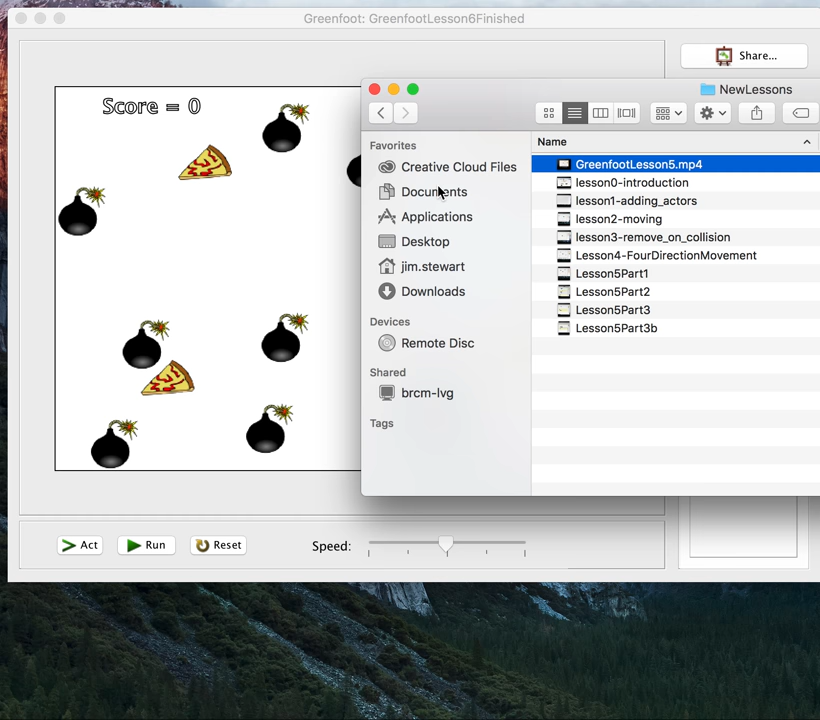 Greenfoot: GreenfootLesson6Finished
Share...
Score = 0
NewLessons
Favorites
Creative Cloud Files
Documents
Applications
Desktop
jim.stewart
Downloads
Devices
Remote Disc
Shared
brcm-lvg
Tags
Name
GreenfootLesson5.mp4
lesson0-introduction
lesson1-adding_actors
lesson2-moving
lesson3-remove_on_collision
Lesson4-FourDirectionMovement
Lesson5Part1
Lesson5Part2
Lesson5Part3
Lesson5Part3b
Act
Run
Reset
Speed: